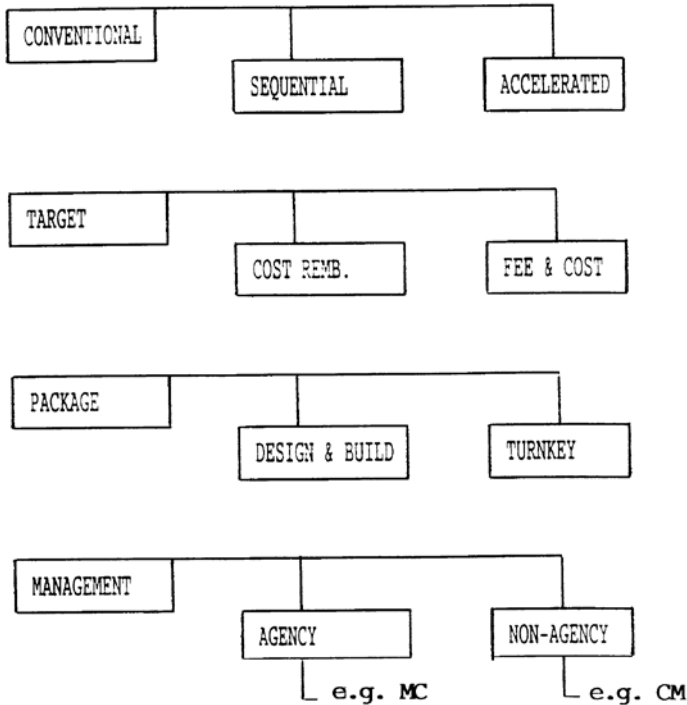 CONVENTIONAL
SEQUENTIAL
ACCELERATED
TARGET
COST REMB.
FEE & COST
PACKAGE
DESIGN & BUILD
TURNKEY
MANAGEMENT
AGENCY
NON-AGENCY
e.g. MC
e.g. CM